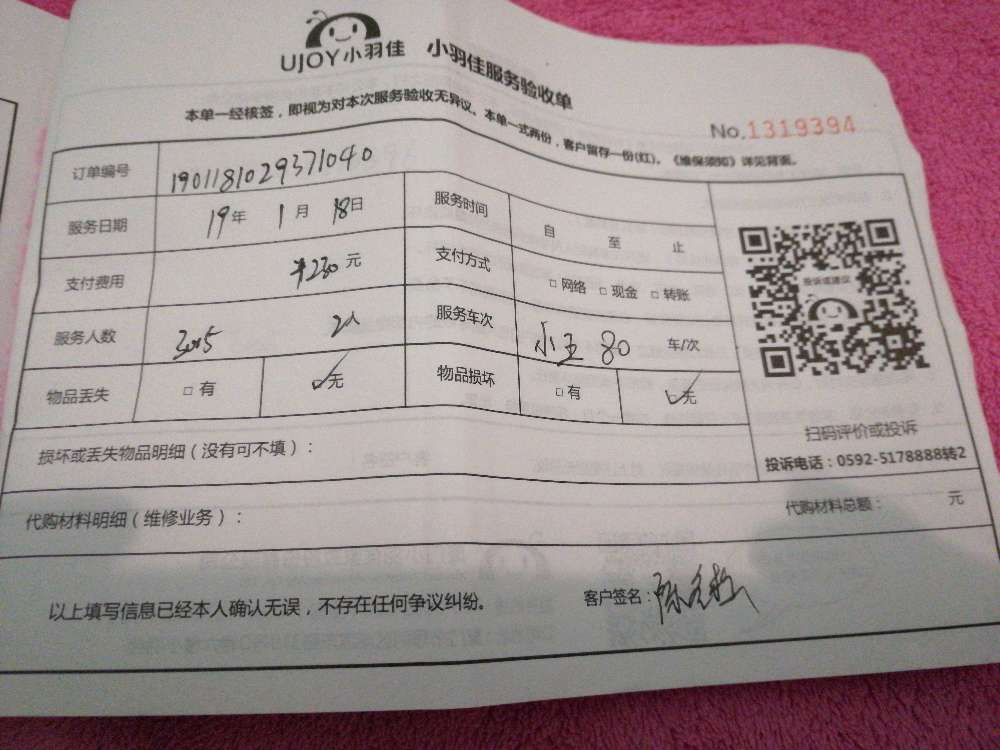 UJOY小羽佳 小羽佳服务验收单
本单一经核签，即视为对本次服务验收无异议。本单一式两份，客户留存一份(红)。《维保须知》详见背面。
No.1319394
订单编号 1901181029371040
服务日期 19年 1月 18日 服务时间 自 至 止
支付费用 ¥230元 支付方式 □ 网络 □ 现金 □ 转账
服务人数 2人 服务车次 小王 80 车/次
物品丢失 □ 有 □ 无 物品损坏 □ 有 □ 无
投诉或建议
扫码评价或投诉
投诉电话：0592-5178888转2
损坏或丢失物品明细（没有可不填）：
代购材料明细（维修业务）： 代购材料总额： 元
以上填写信息已经本人确认无误，不存在任何争议纠纷。 客户签名：